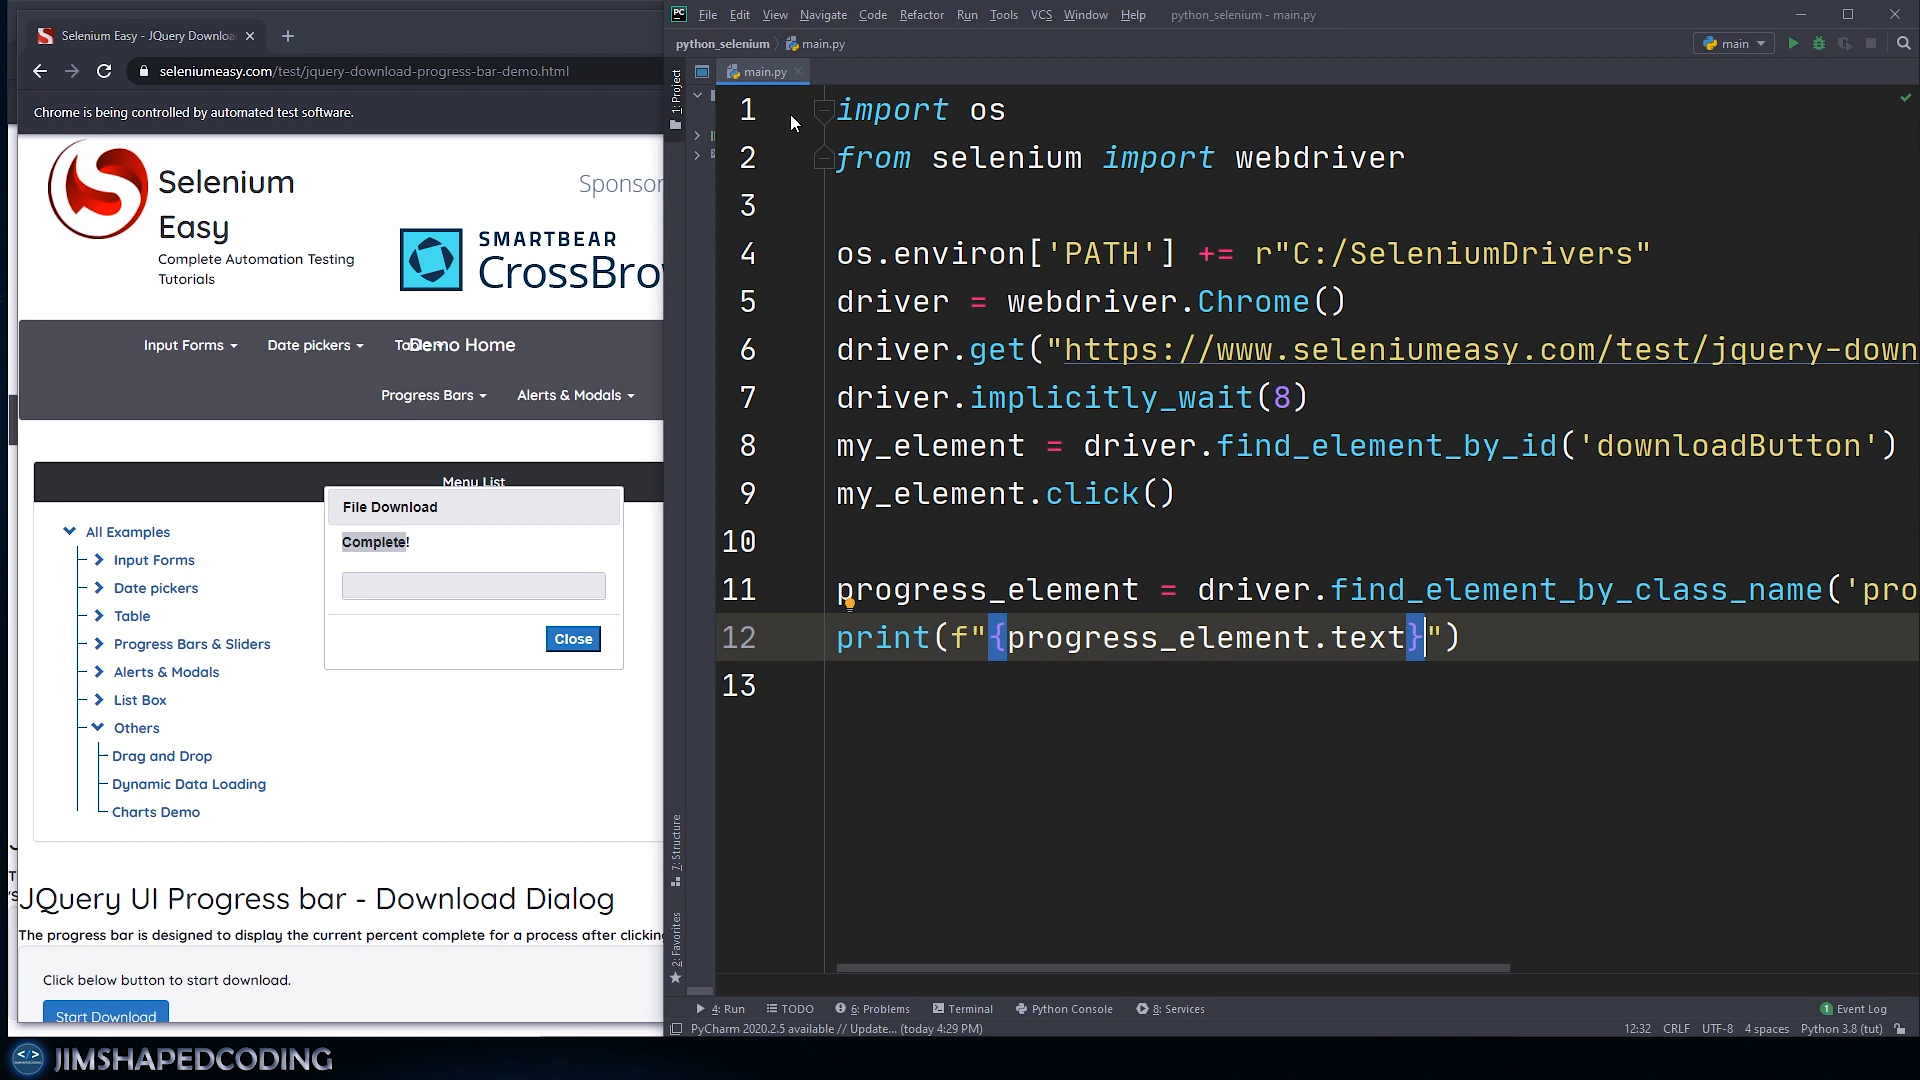 Selenium Easy - JQuery Downloa
seleniumeasy.com/test/jquery-download-progress-bar-demo.html
Chrome is being controlled by automated test software.
Selenium
Easy
Complete Automation Testing
Tutorials
Sponsor
SMARTBEAR
CrossBro
Input Forms
Date pickers
Table
Demo Home
Progress Bars
Alerts & Modals
Menu List
File Download
Complete!
Close
All Examples
Input Forms
Date pickers
Table
Progress Bars & Sliders
Alerts & Modals
List Box
Others
Drag and Drop
Dynamic Data Loading
Charts Demo
JQuery UI Progress bar - Download Dialog
The progress bar is designed to display the current percent complete for a process after clickin
Click below button to start download.
Start Download
PC File Edit View Navigate Code Refactor Run Tools VCS Window Help python_selenium - main.py
python_selenium main.py
main
1: Project
main.py
1 import os
2 from selenium import webdriver
3
4 os.environ['PATH'] += r"C:/SeleniumDrivers"
5 driver = webdriver.Chrome()
6 driver.get("https://www.seleniumeasy.com/test/jquery-down
7 driver.implicitly_wait(8)
8 my_element = driver.find_element_by_id('downloadButton')
9 my_element.click()
10
11 progress_element = driver.find_element_by_class_name('pro
12 print(f"{progress_element.text}")
13
7: Structure
2: Favorites
4: Run TODO 6: Problems Terminal Python Console 8: Services 1 Event Log
PyCharm 2020.2.5 available // Update... (today 4:29 PM) 12:32 CRLF UTF-8 4 spaces Python 3.8 (tut)
JIMSHAPEDCODING